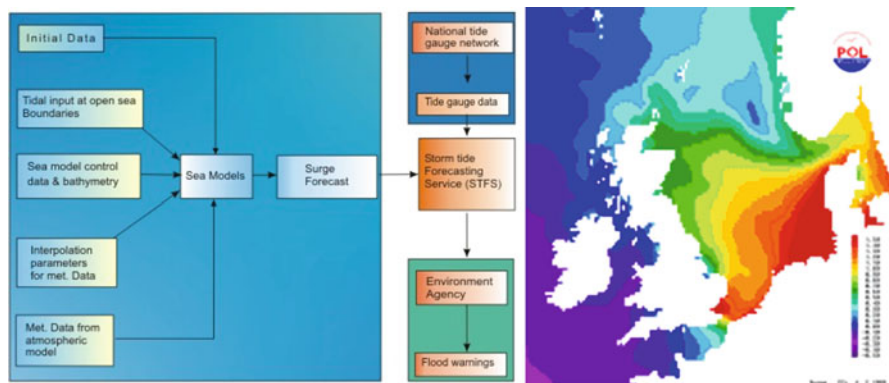 Initial Data
Tidal input at open sea
Boundaries
Sea model control
data & bathymetry
Interpolation
parameters
for met. Data
Met. Data from
atmospheric
model
Sea Models
Surge
Forecast
National tide
gauge network
Tide gauge data
Storm tide
Forecasting
Service (STFS)
Environment
Agency
Flood warnings
POL